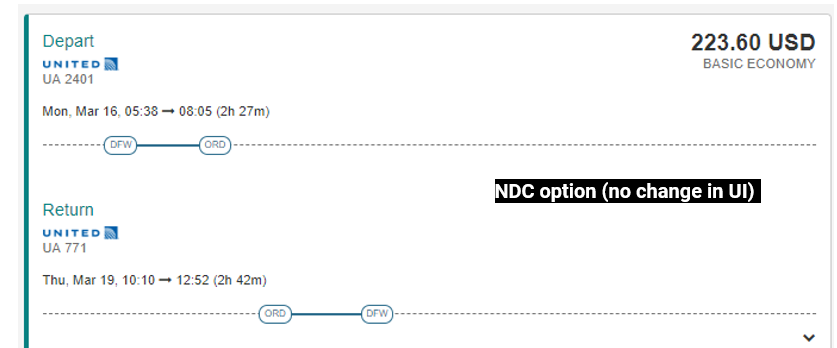 Depart
223.60 USD
UNITED
BASIC ECONOMY
UA 2401
Mon, Mar 16, 05:38 → 08:05 (2h 27m)
DFW ORD
NDC option (no change in UI)
Return
UNITED
UA 771
Thu, Mar 19, 10:10 → 12:52 (2h 42m)
ORD DFW